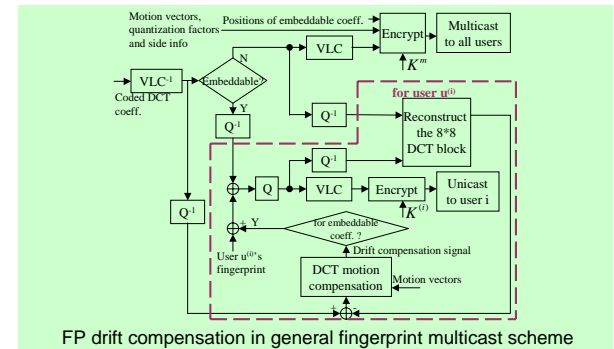 Motion vectors,
quantization factors
and side info
Positions of embeddable coeff.
Encrypt
Multicast
to all users
K^m
N
VLC
VLC^-1
Embeddable?
Coded DCT
coeff.
Y
for user u^(i)
Q^-1
Q^-1
Reconstruct
the 8*8
DCT block
Q^-1
Q
VLC
Encrypt
Unicast
to user i
K^(i)
Q^-1
+ Y
for embeddable
coeff. ?
User u^(i)'s
fingerprint
Drift compensation signal
DCT motion
compensation
Motion vectors
+ -
FP drift compensation in general fingerprint multicast scheme